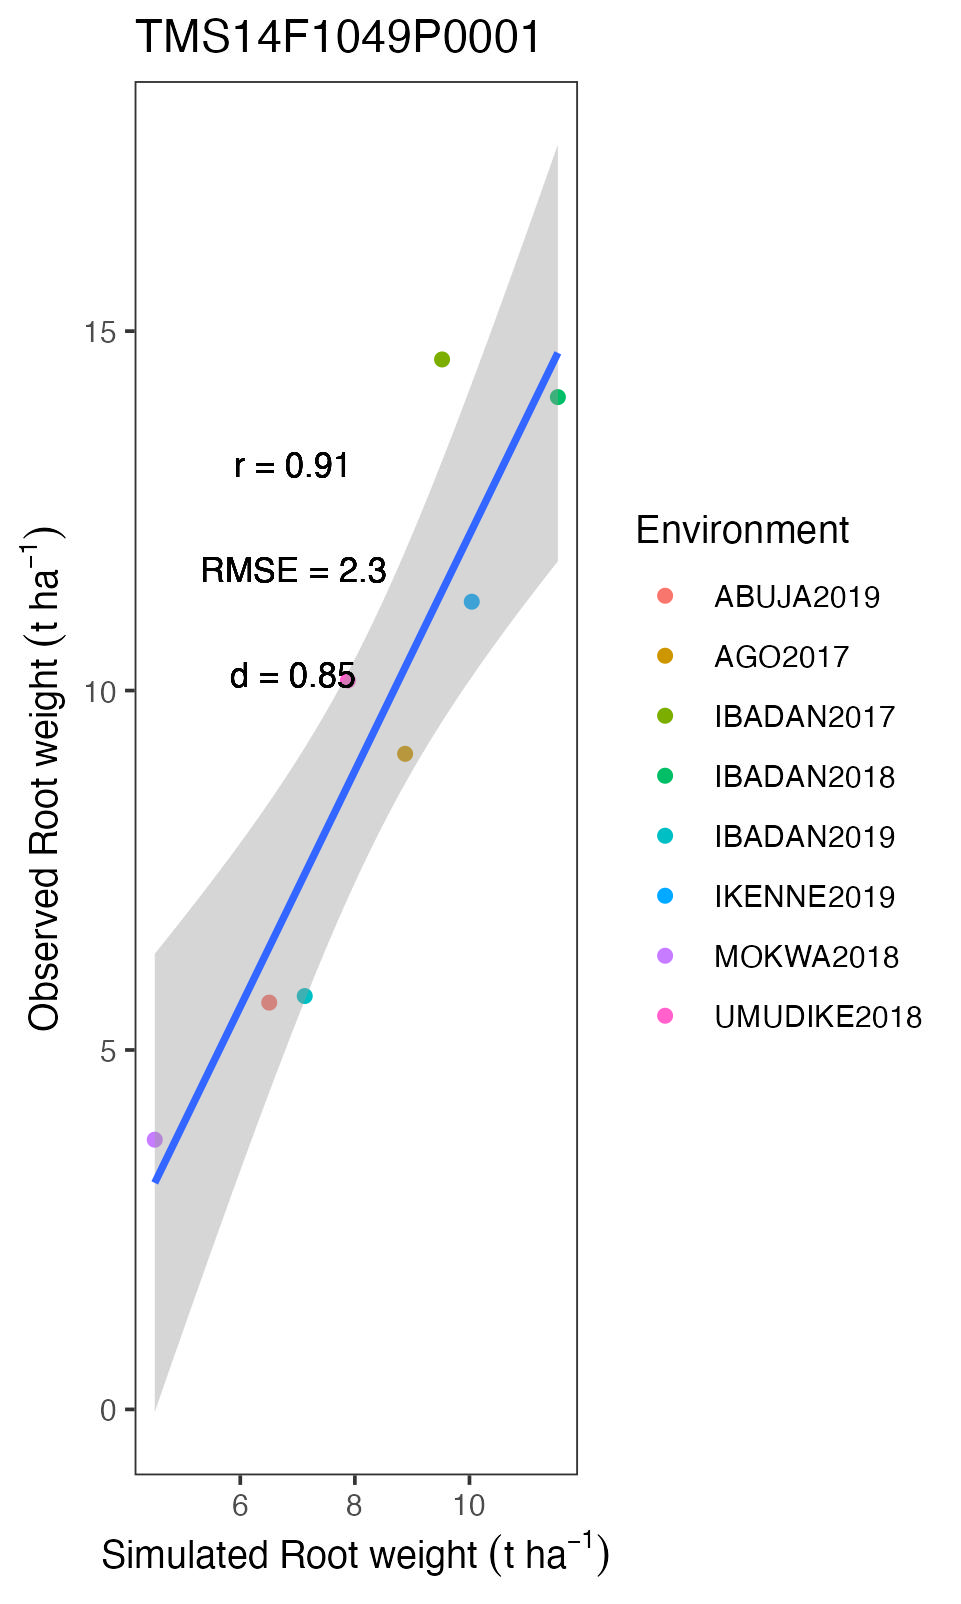 TMS14F1049P0001
15
10
5
0
r = 0.91
RMSE = 2.3
d = 0.85
6 8 10
Simulated Root weight (t ha⁻¹)
Observed Root weight (t ha⁻¹)
Environment
ABUJA2019
AGO2017
IBADAN2017
IBADAN2018
IBADAN2019
IKENNE2019
MOKWA2018
UMUDIKE2018